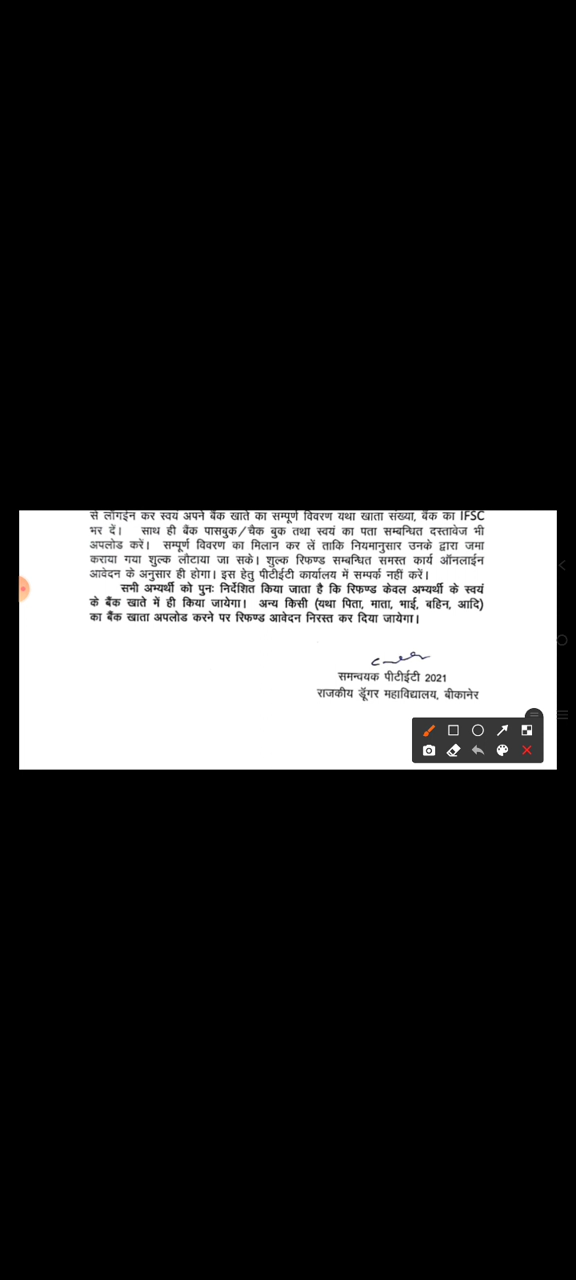 से लॉगईन कर स्वयं अपने बैंक खाते का सम्पूर्ण विवरण यथा खाता संख्या, बैंक का IFSC
भर दें। साथ ही बैंक पासबुक/चैक बुक तथा स्वयं का पता सम्बन्धित दस्तावेज भी
अपलोड करें। सम्पूर्ण विवरण का मिलान कर लें ताकि नियमानुसार उनके द्वारा जमा
कराया गया शुल्क लौटाया जा सके। शुल्क रिफण्ड सम्बन्धित समस्त कार्य ऑनलाईन
आवेदन के अनुसार ही होगा। इस हेतु पीटीईटी कार्यालय में सम्पर्क नहीं करें।
सभी अभ्यर्थी को पुनः निर्देशित किया जाता है कि रिफण्ड केवल अभ्यर्थी के स्वयं
के बैंक खाते में ही किया जायेगा। अन्य किसी (यथा पिता, माता, भाई, बहिन, आदि)
का बैंक खाता अपलोड करने पर रिफण्ड आवेदन निरस्त कर दिया जायेगा।
समन्वयक पीटीईटी 2021
राजकीय डूँगर महाविद्यालय, बीकानेर